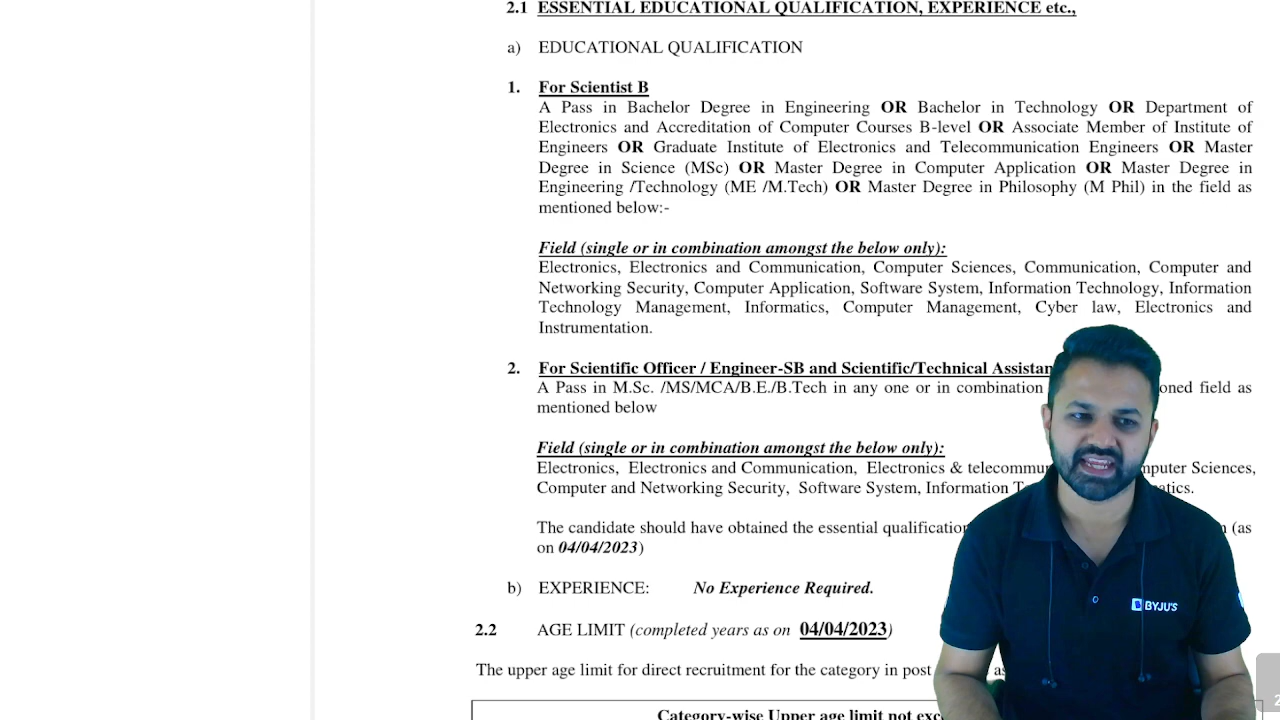 2.1 ESSENTIAL EDUCATIONAL QUALIFICATION, EXPERIENCE etc.,
a) EDUCATIONAL QUALIFICATION
1. For Scientist B
A Pass in Bachelor Degree in Engineering OR Bachelor in Technology OR Department of
Electronics and Accreditation of Computer Courses B-level OR Associate Member of Institute of
Engineers OR Graduate Institute of Electronics and Telecommunication Engineers OR Master
Degree in Science (MSc) OR Master Degree in Computer Application OR Master Degree in
Engineering /Technology (ME /M.Tech) OR Master Degree in Philosophy (M Phil) in the field as
mentioned below:-
Field (single or in combination amongst the below only):
Electronics, Electronics and Communication, Computer Sciences, Communication, Computer and
Networking Security, Computer Application, Software System, Information Technology, Information
Technology Management, Informatics, Computer Management, Cyber law, Electronics and
Instrumentation.
2. For Scientific Officer / Engineer-SB and Scientific/Technical
A Pass in M.Sc. /MS/MCA/B.E./B.Tech in any one or in combination field as
mentioned below
Field (single or in combination amongst the below only):
Electronics, Electronics and Communication, Electronics & Sciences,
Computer and Networking Security, Software System, Information
The candidate should have obtained the essential (as
on 04/04/2023)
b) EXPERIENCE: No Experience Required.
BYJU'S
2.2 AGE LIMIT (completed years as on 04/04/2023)
The upper age limit for direct recruitment for the category in post
Category-wise Upper age limit not